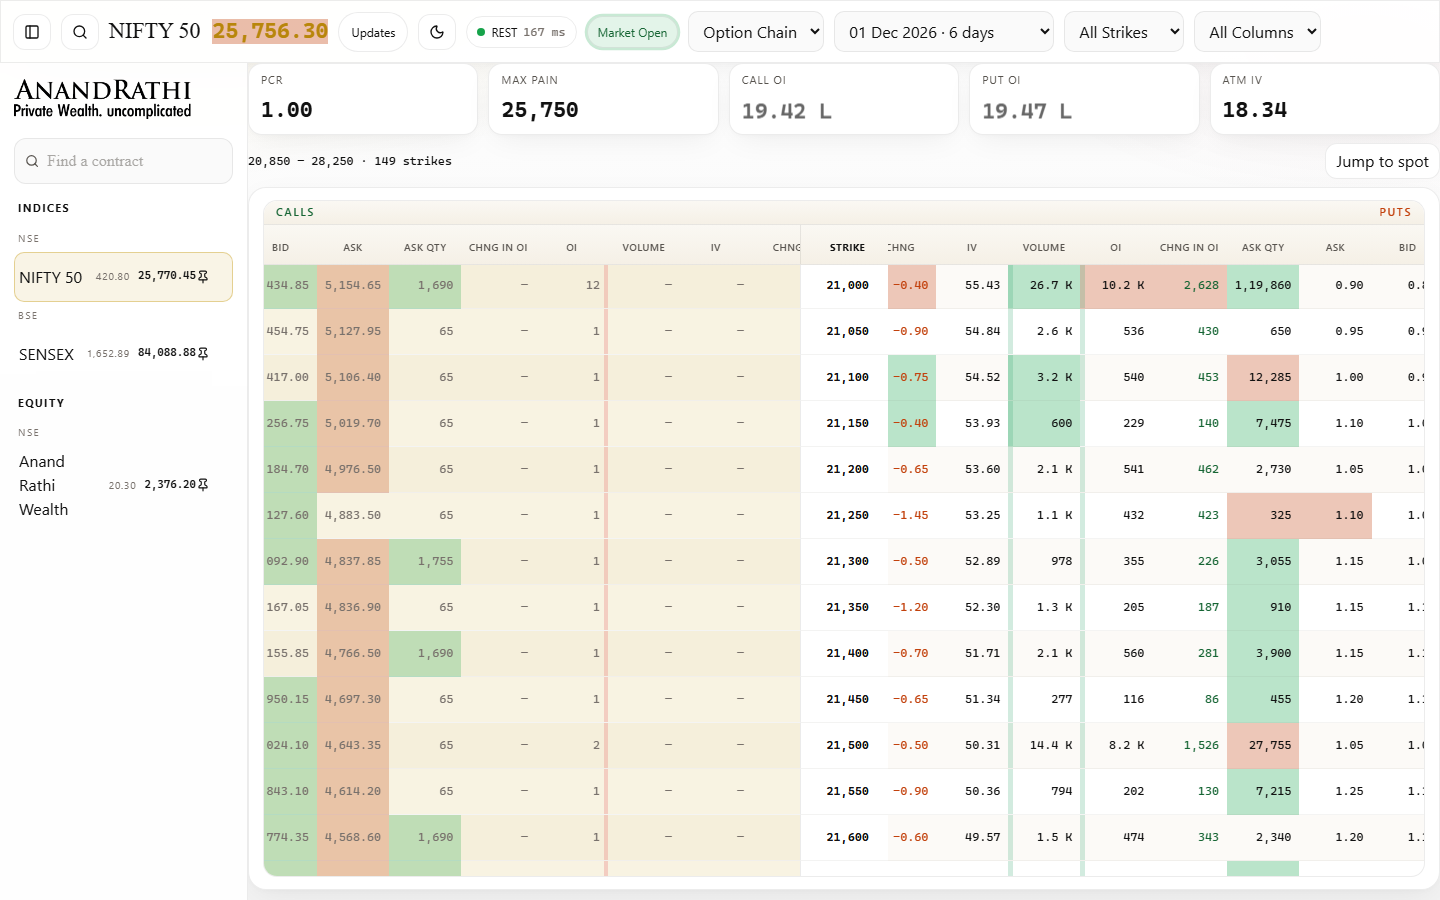 NIFTY 50 25,756.30 Updates REST 167 ms Market Open Option Chain 01 Dec 2026 · 6 days All Strikes All Columns
ANANDRATHI
Private Wealth. uncomplicated
Find a contract
INDICES
NSE
NIFTY 50 420.80 25,770.45
BSE
SENSEX 1,652.89 84,088.88
EQUITY
NSE
Anand
Rathi 20.30 2,376.20
Wealth
PCR MAX PAIN CALL OI PUT OI ATM IV
1.00 25,750 19.42 L 19.47 L 18.34
20,850 – 28,250 · 149 strikes Jump to spot
CALLS PUTS
BID ASK ASK QTY CHNG IN OI OI VOLUME IV CHNG STRIKE CHNG IV VOLUME OI CHNG IN OI ASK QTY ASK BID
434.85 5,154.65 1,690 – 12 – – 21,000 −0.40 55.43 26.7 K 10.2 K 2,628 1,19,860 0.90
454.75 5,127.95 65 – 1 – – 21,050 −0.90 54.84 2.6 K 536 430 650 0.95
417.00 5,106.40 65 – 1 – – 21,100 −0.75 54.52 3.2 K 540 453 12,285 1.00
256.75 5,019.70 65 – 1 – – 21,150 −0.40 53.93 600 229 140 7,475 1.10
184.70 4,976.50 65 – 1 – – 21,200 −0.65 53.60 2.1 K 541 462 2,730 1.05
127.60 4,883.50 65 – 1 – – 21,250 −1.45 53.25 1.1 K 432 423 325 1.10
092.90 4,837.85 1,755 – 1 – – 21,300 −0.50 52.89 978 355 226 3,055 1.15
167.05 4,836.90 65 – 1 – – 21,350 −1.20 52.30 1.3 K 205 187 910 1.15
155.85 4,766.50 1,690 – 1 – – 21,400 −0.70 51.71 2.1 K 560 281 3,900 1.15
950.15 4,697.30 65 – 1 – – 21,450 −0.65 51.34 277 116 86 455 1.20
024.10 4,643.35 65 – 2 – – 21,500 −0.50 50.31 14.4 K 8.2 K 1,526 27,755 1.05
843.10 4,614.20 65 – 1 – – 21,550 −0.90 50.36 794 202 130 7,215 1.25
774.35 4,568.60 1,690 – 1 – – 21,600 −0.60 49.57 1.5 K 474 343 2,340 1.20